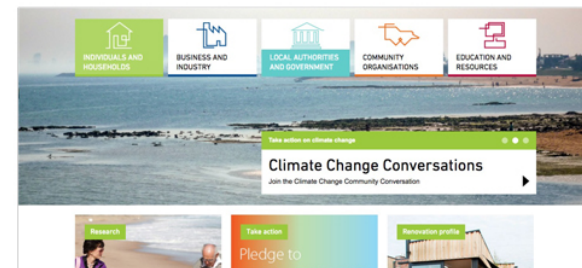 INDIVIDUALS AND
HOUSEHOLDS
BUSINESS AND
INDUSTRY
LOCAL AUTHORITIES
AND GOVERNMENT
COMMUNITY
ORGANISATIONS
EDUCATION AND
RESOURCES
Take action on climate change
Climate Change Conversations
Join the Climate Change Community Conversation
Research
Take action
Renovation profile
Pledge to